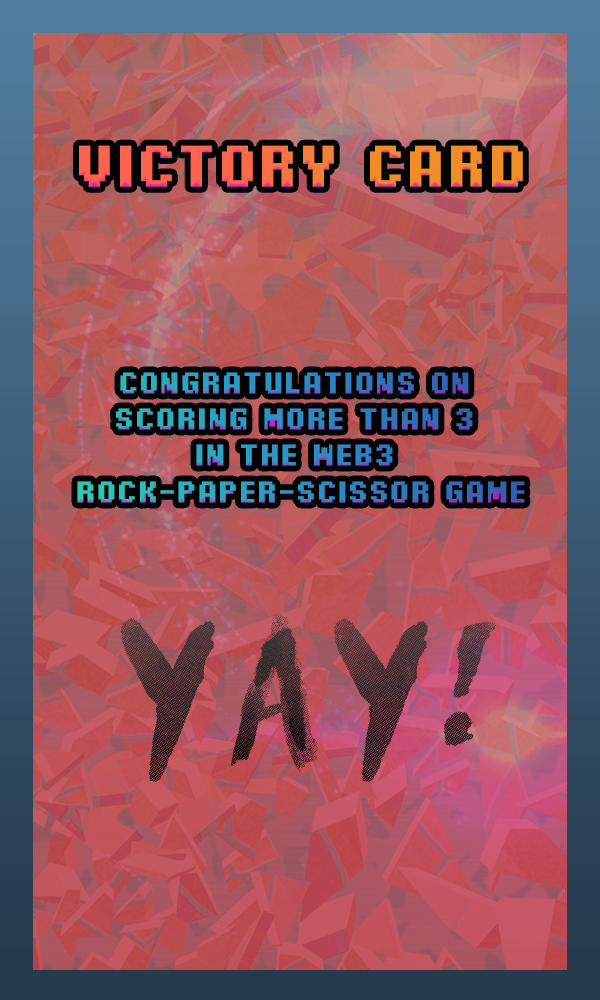 VICTORY CARD
CONGRATULATIONS ON
SCORING MORE THAN 3
IN THE WEB3
ROCK-PAPER-SCISSOR GAME
YAY!